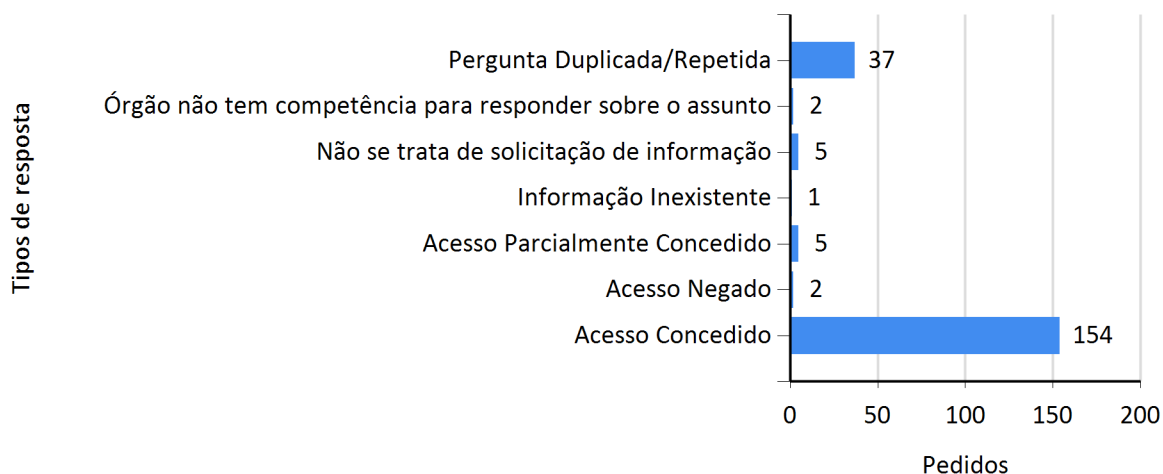 Tipos de resposta
Pergunta Duplicada/Repetida 37
Órgão não tem competência para responder sobre o assunto 2
Não se trata de solicitação de informação 5
Informação Inexistente 1
Acesso Parcialmente Concedido 5
Acesso Negado 2
Acesso Concedido 154
0 50 100 150 200
Pedidos